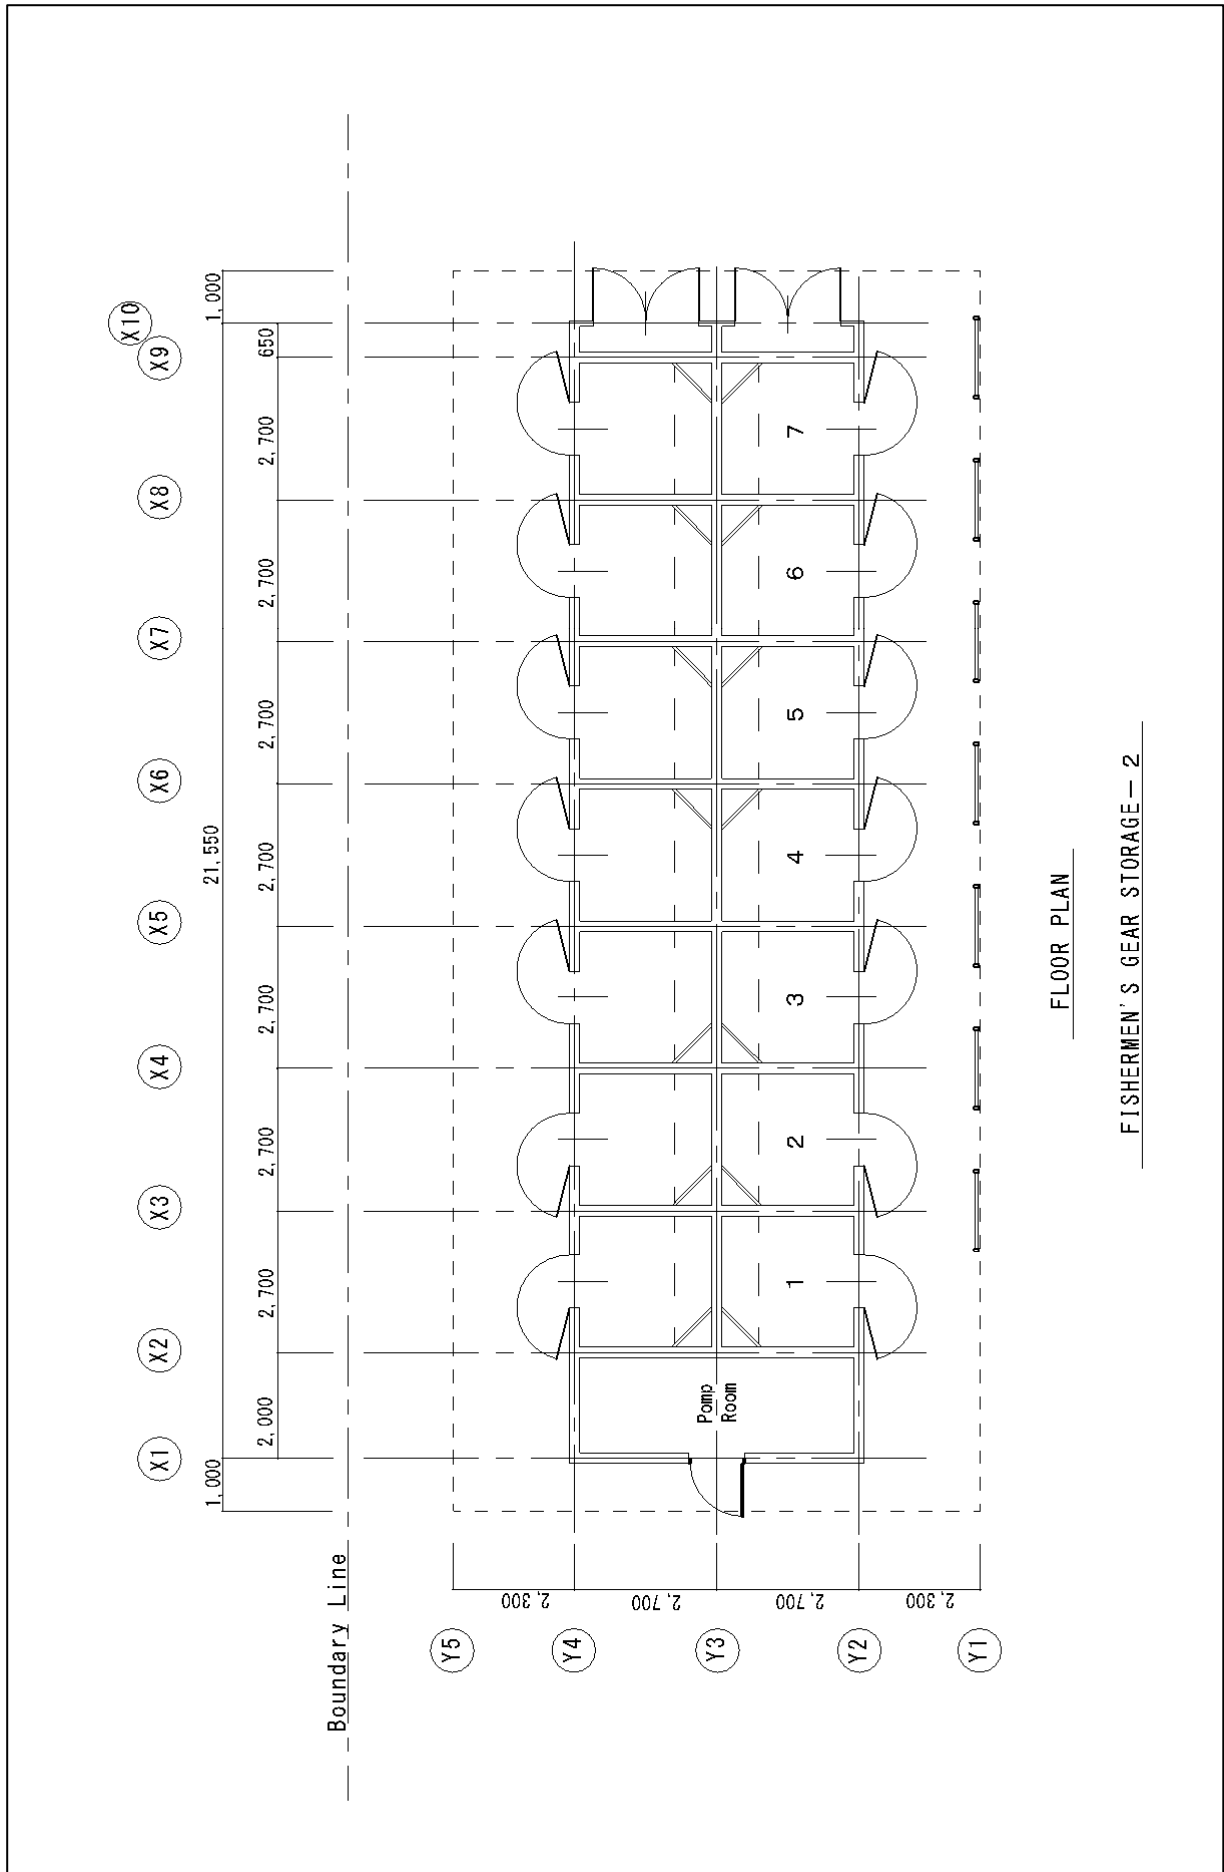 X1 X2 X3 X4 X5 X6 X7 X8 X9 X10
1,000 21,550 1,000
2,000 2,700 2,700 2,700 2,700 2,700 2,700 2,700 650
Boundary Line
Y5
2,300
Y4
2,700
Y3
2,700
Y2
2,300
Y1
Pomp
Room
1 2 3 4 5 6 7
FLOOR PLAN
FISHERMEN'S GEAR STORAGE－2